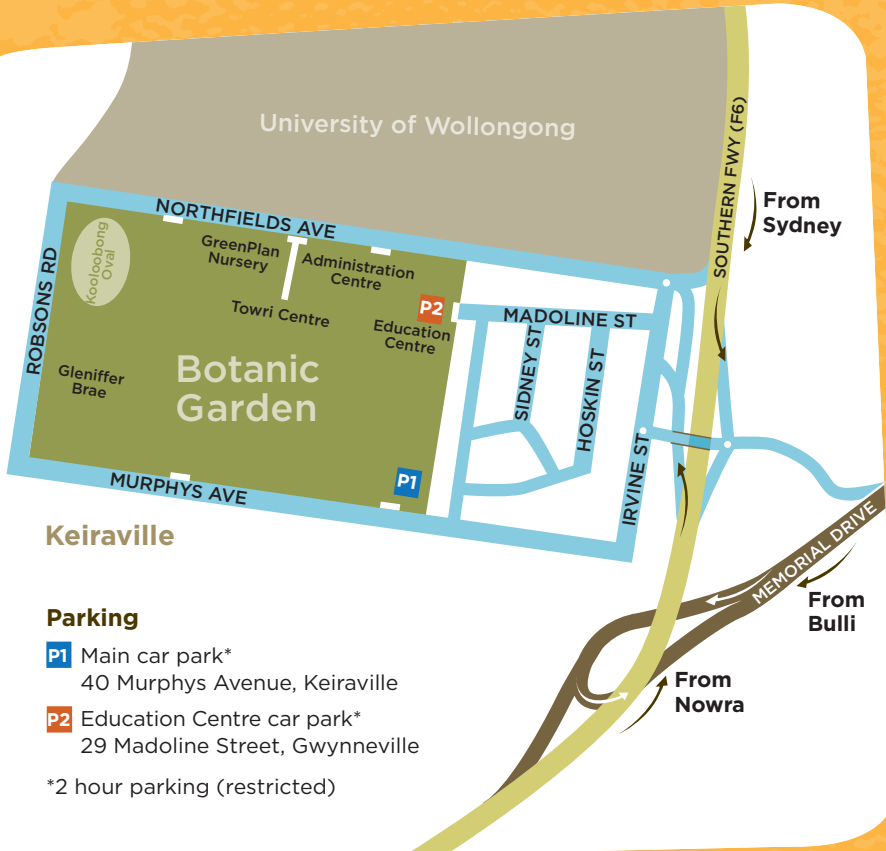 University of Wollongong
SOUTHERN FWY (F6)
From
Sydney
NORTHFIELDS AVE
Kooloobong
Oval
GreenPlan
Nursery
Administration
Centre
Towri Centre
P2
Education
Centre
MADOLINE ST
ROBSONS RD
SIDNEY ST
HOSKIN ST
Gleniffer
Brae
Botanic
Garden
IRVINE ST
P1
MURPHYS AVE
Keiraville
MEMORIAL DRIVE
From
Bulli
From
Nowra
Parking
P1 Main car park*
40 Murphys Avenue, Keiraville
P2 Education Centre car park*
29 Madoline Street, Gwynneville
*2 hour parking (restricted)